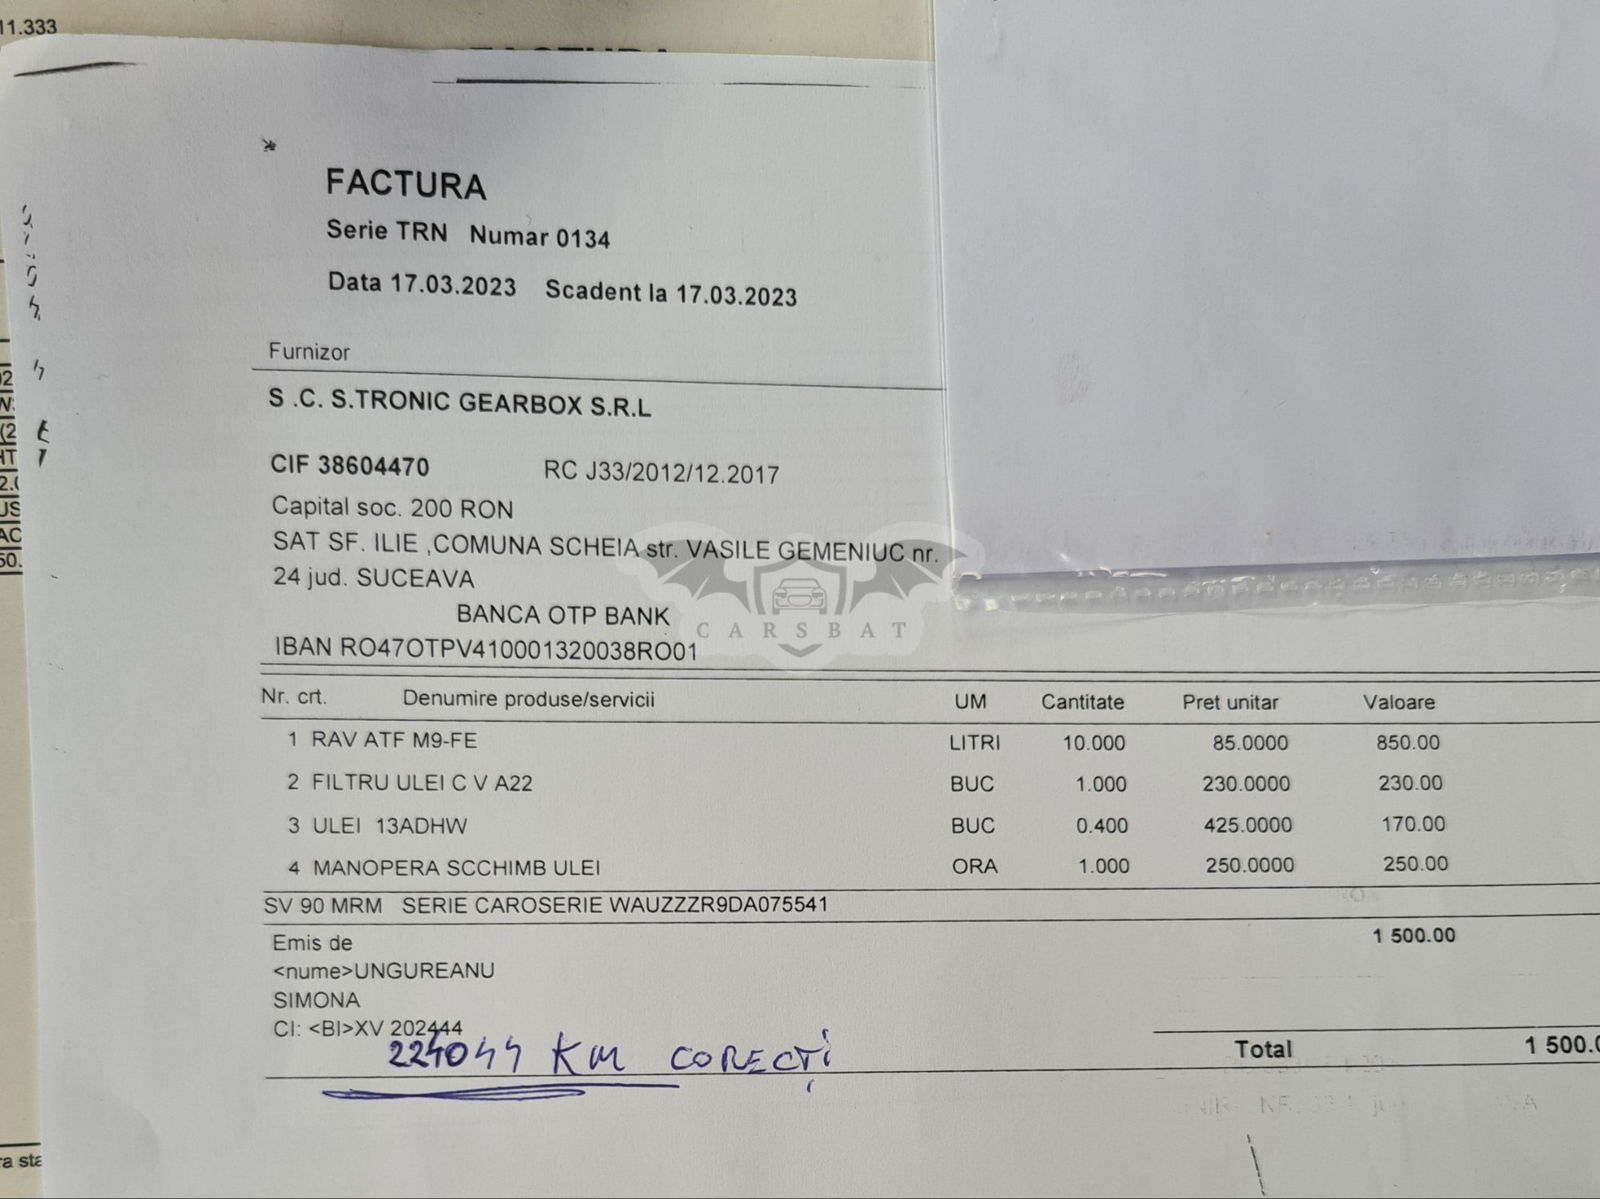 11.333
FACTURA
Serie TRN Numar 0134
Data 17.03.2023 Scadent la 17.03.2023
Furnizor
S .C. S.TRONIC GEARBOX S.R.L
CIF 38604470 RC J33/2012/12.2017
Capital soc. 200 RON
SAT SF. ILIE ,COMUNA SCHEIA str. VASILE GEMENIUC nr.
24 jud. SUCEAVA
BANCA OTP BANK
CARSBAT
IBAN RO47OTPV410001320038RO01
Nr. crt. Denumire produse/servicii UM Cantitate Pret unitar Valoare
1 RAV ATF M9-FE LITRI 10.000 85.0000 850.00
2 FILTRU ULEI C V A22 BUC 1.000 230.0000 230.00
3 ULEI 13ADHW BUC 0.400 425.0000 170.00
4 MANOPERA SCCHIMB ULEI ORA 1.000 250.0000 250.00
SV 90 MRM SERIE CAROSERIE WAUZZZR9DA075541
Emis de 1 500.00
<nume>UNGUREANU
SIMONA
CI: <BI>XV 202444
224044 KM CORECȚI
Total 1 500.0